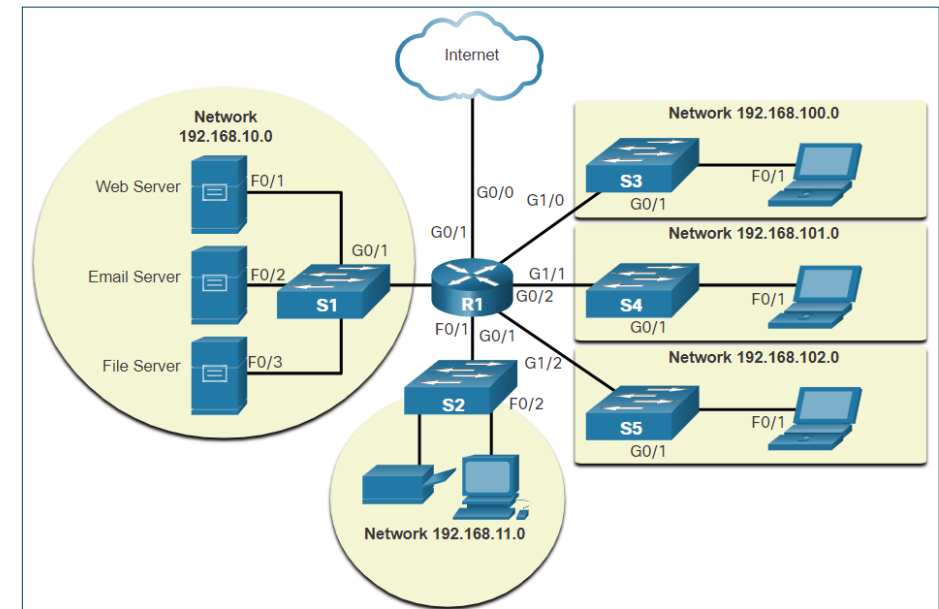 Internet
Network
192.168.10.0
Web Server
F0/1
Email Server
F0/2
File Server
F0/3
G0/1
S1
G0/0
G0/1
G1/0
R1
G1/1
G0/2
F0/1
G0/1
G1/2
S2
F0/2
Network 192.168.11.0
Network 192.168.100.0
S3
F0/1
G0/1
Network 192.168.101.0
S4
F0/1
G0/1
Network 192.168.102.0
S5
F0/1
G0/1